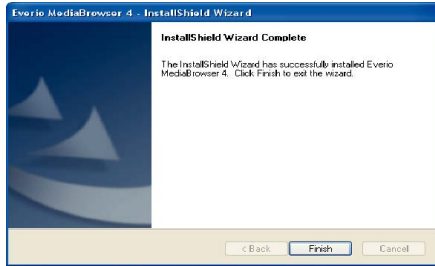 Everio MediaBrowser 4 - InstallShield Wizard
InstallShield Wizard Complete
The InstallShield Wizard has successfully installed Everio
MediaBrowser 4. Click Finish to exit the wizard.
< Back
Finish
Cancel